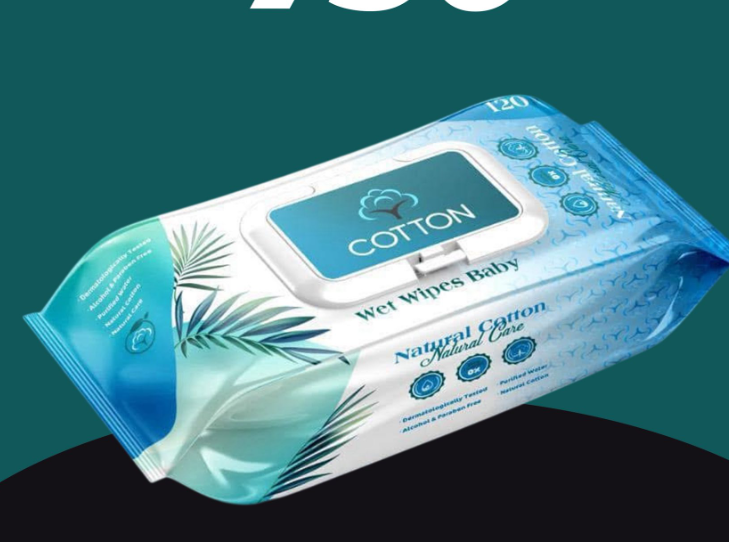 120
COTTON
Wet Wipes Baby
Natural Cotton
Natural Care
0%
· Dermatologically Tested
· Alcohol & Paraben Free
· Purified Water
· Natural Cotton
· Dermatologically Tested
· Alcohol & Paraben Free
· Purified Water
· Natural Cotton
· Natural Care
Natural Cotton